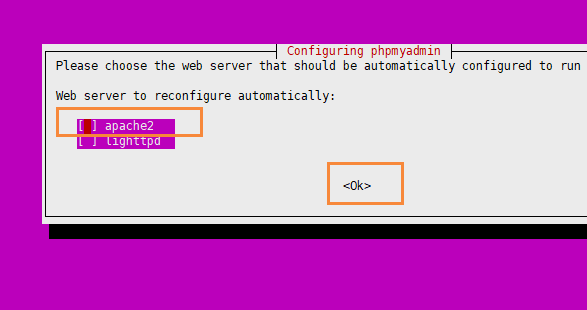 Configuring phpmyadmin
Please choose the web server that should be automatically configured to run
Web server to reconfigure automatically:
[ ] apache2
[ ] lighttpd
<Ok>